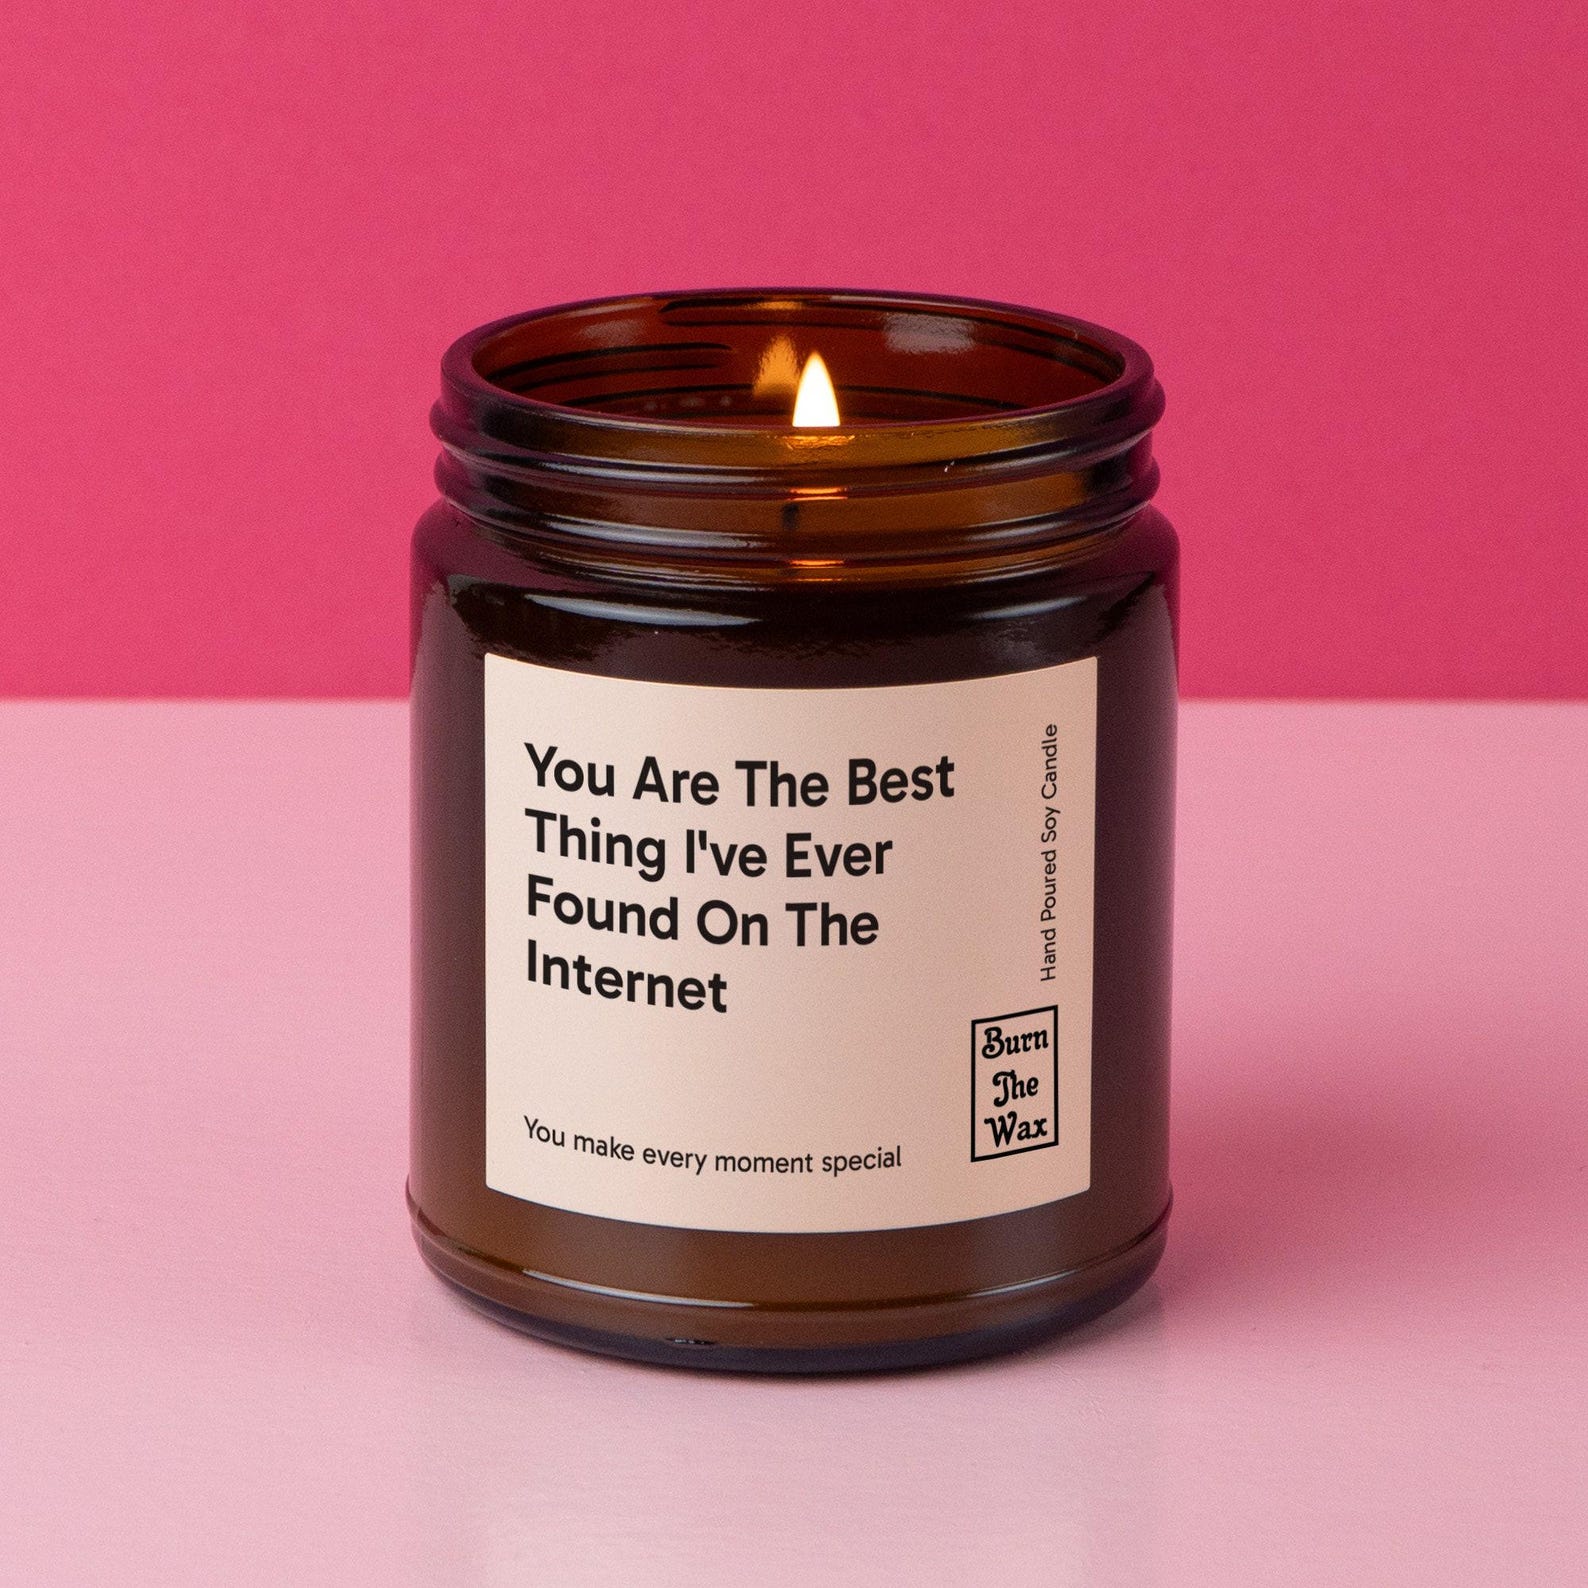 You Are The Best
Thing I've Ever
Found On The
Internet
You make every moment special
Hand Poured Soy Candle
Burn
The
Wax